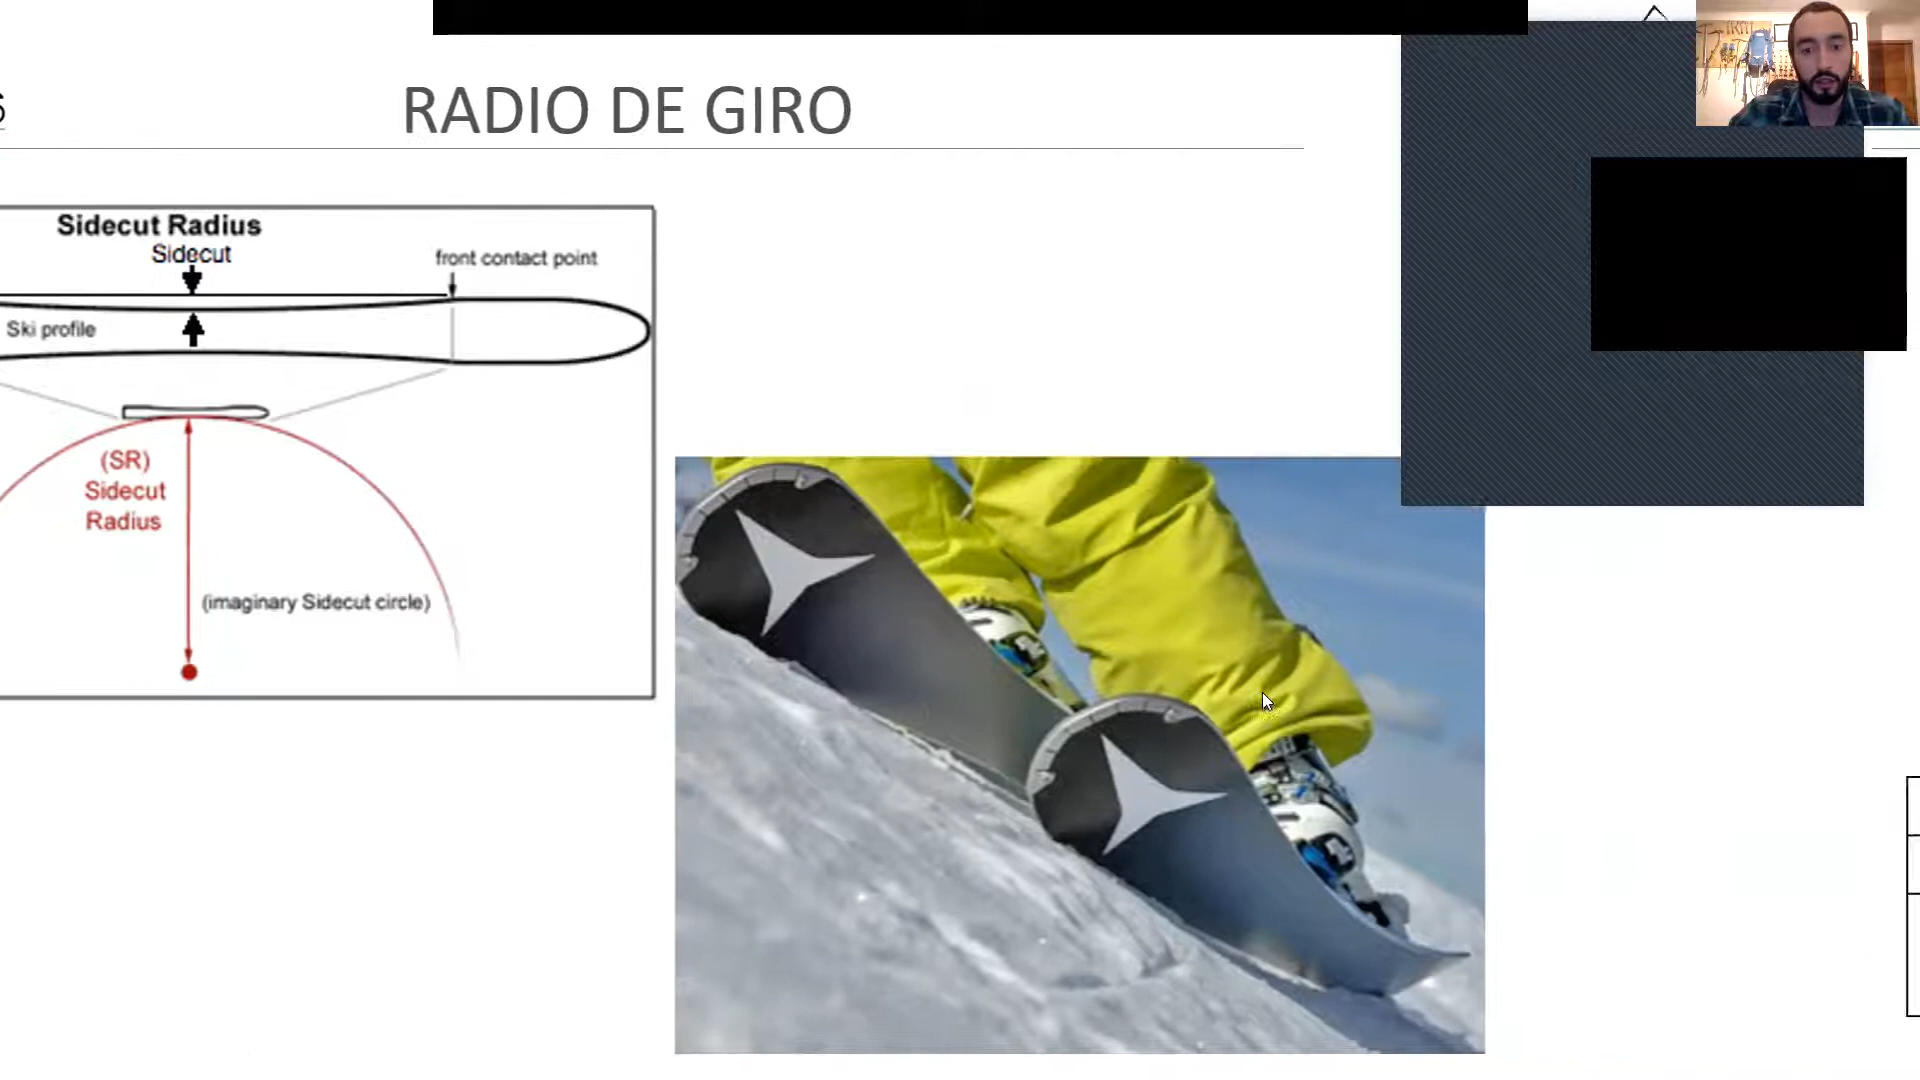 RADIO DE GIRO
Sidecut Radius
Sidecut
front contact point
Ski profile
(SR)
Sidecut
Radius
(imaginary Sidecut circle)